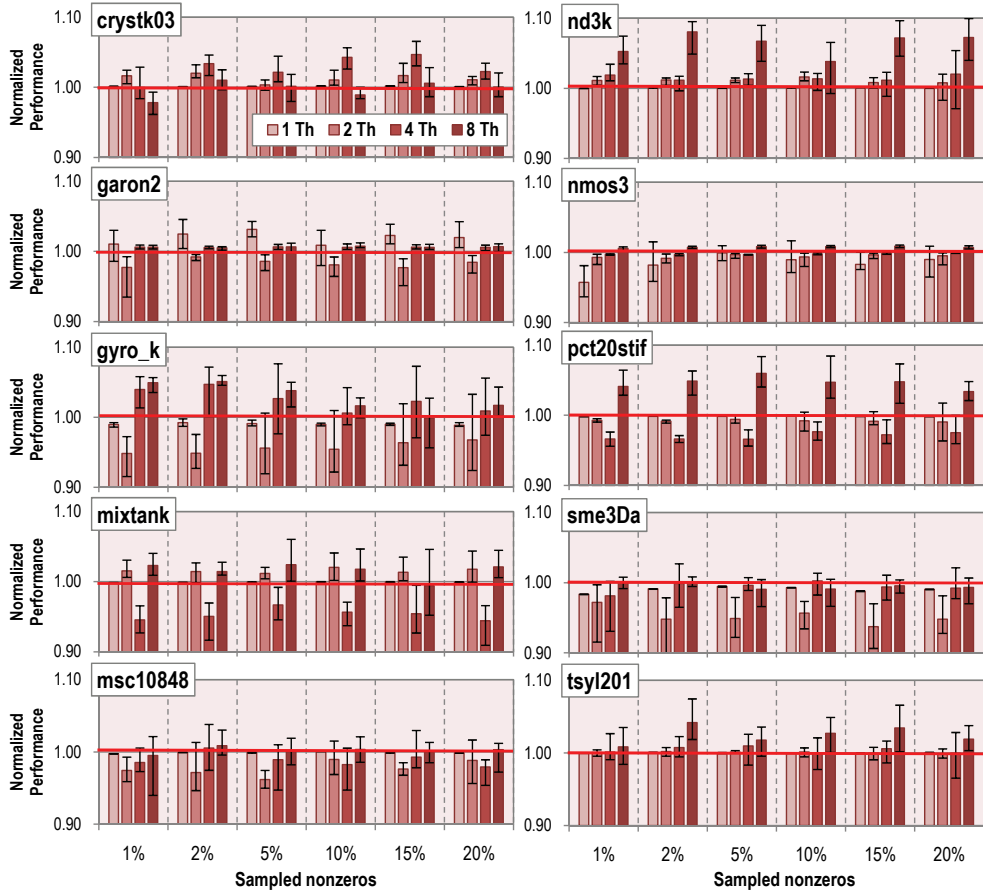 crystk03
nd3k
Normalized
Performance
1.10
1.00
0.90
1 Th
2 Th
4 Th
8 Th
1.10
1.00
0.90
garon2
nmos3
Normalized
Performance
1.10
1.00
0.90
1.10
1.00
0.90
gyro_k
pct20stif
Normalized
Performance
1.10
1.00
0.90
1.10
1.00
0.90
mixtank
sme3Da
Normalized
Performance
1.10
1.00
0.90
1.10
1.00
0.90
msc10848
tsyl201
Normalized
Performance
1.10
1.00
0.90
1.10
1.00
0.90
1% 2% 5% 10% 15% 20%
1% 2% 5% 10% 15% 20%
Sampled nonzeros
Sampled nonzeros